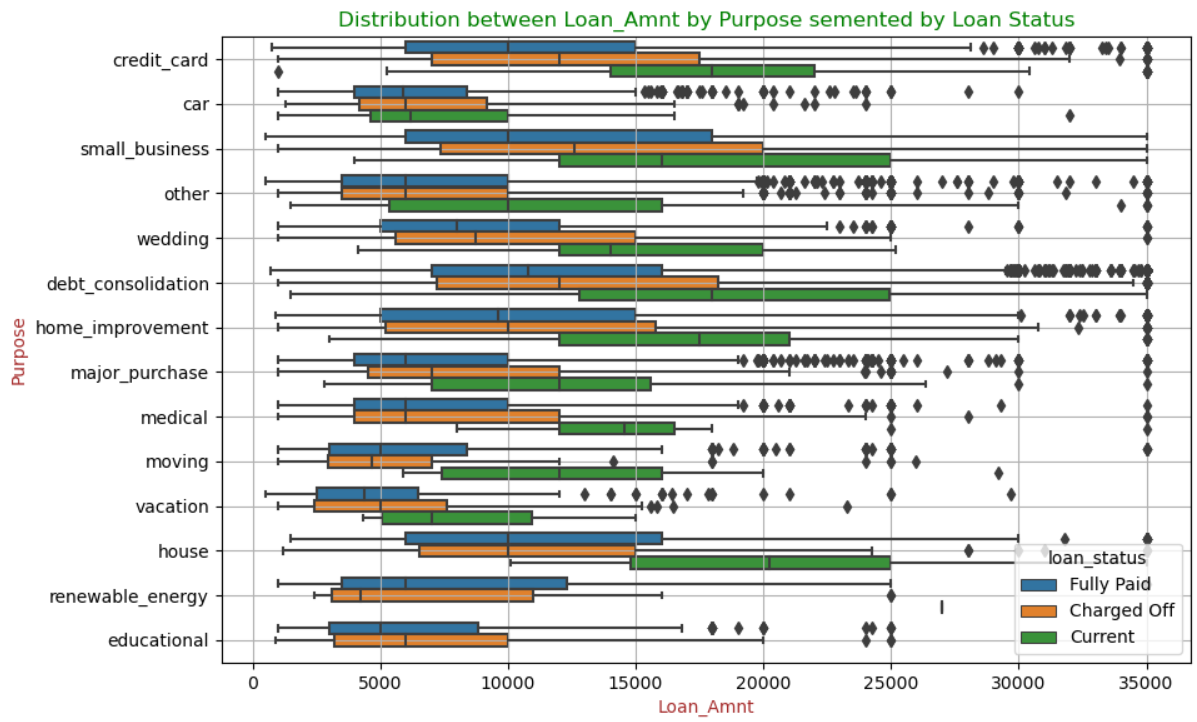 Distribution between Loan_Amnt by Purpose semented by Loan Status
credit_card
car
small_business
other
wedding
debt_consolidation
home_improvement
major_purchase
medical
moving
vacation
house
renewable_energy
educational
Purpose
loan_status
Fully Paid
Charged Off
Current
0 5000 10000 15000 20000 25000 30000 35000
Loan_Amnt